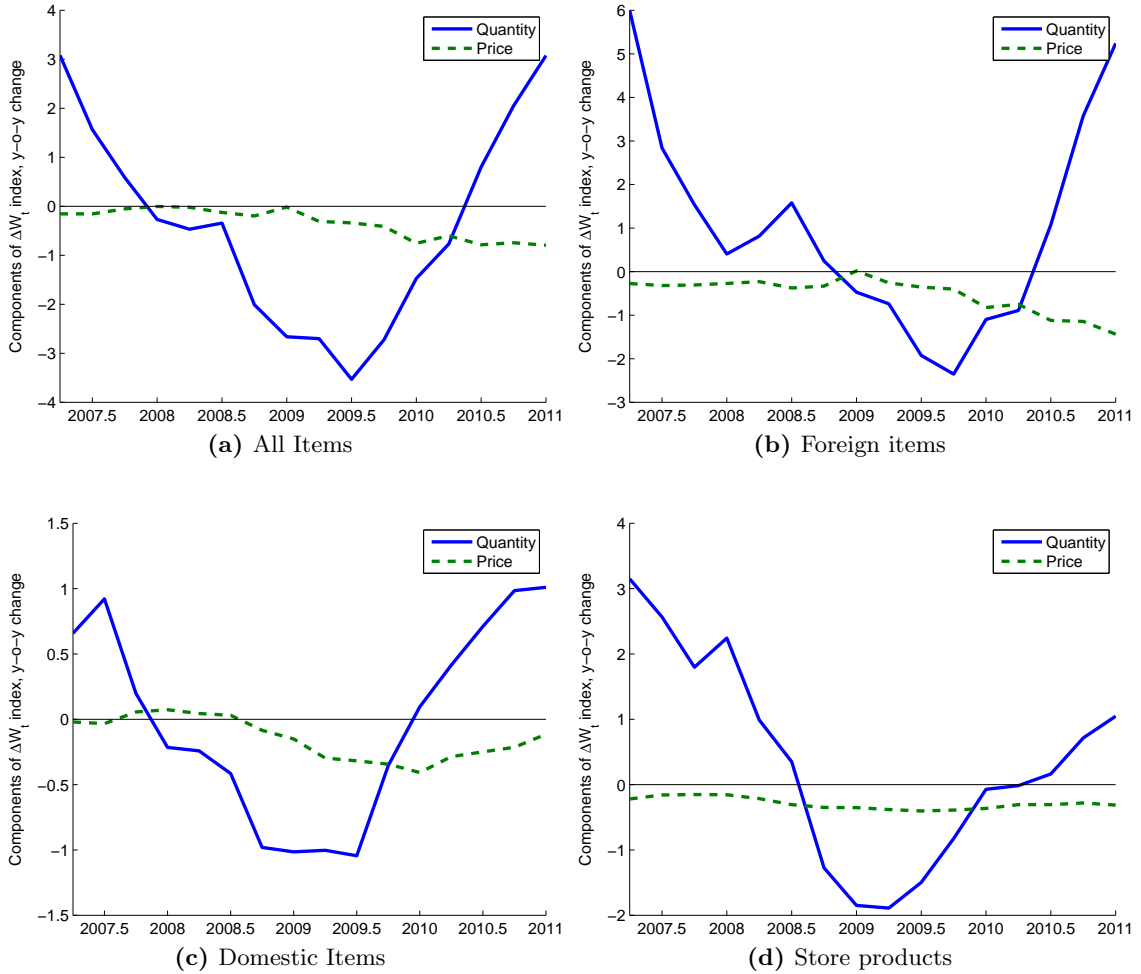 4
3
2
1
0
−1
−2
−3
−4
Components of ΔWt index, y−o−y change
Quantity
Price
2007.5 2008 2008.5 2009 2009.5 2010 2010.5 2011
(a) All Items
6
5
4
3
2
1
0
−1
−2
−3
Components of ΔWt index, y−o−y change
Quantity
Price
2007.5 2008 2008.5 2009 2009.5 2010 2010.5 2011
(b) Foreign items
1.5
1
0.5
0
−0.5
−1
−1.5
Components of ΔWt index, y−o−y change
Quantity
Price
2007.5 2008 2008.5 2009 2009.5 2010 2010.5 2011
(c) Domestic Items
4
3
2
1
0
−1
−2
Components of ΔWt index, y−o−y change
Quantity
Price
2007.5 2008 2008.5 2009 2009.5 2010 2010.5 2011
(d) Store products